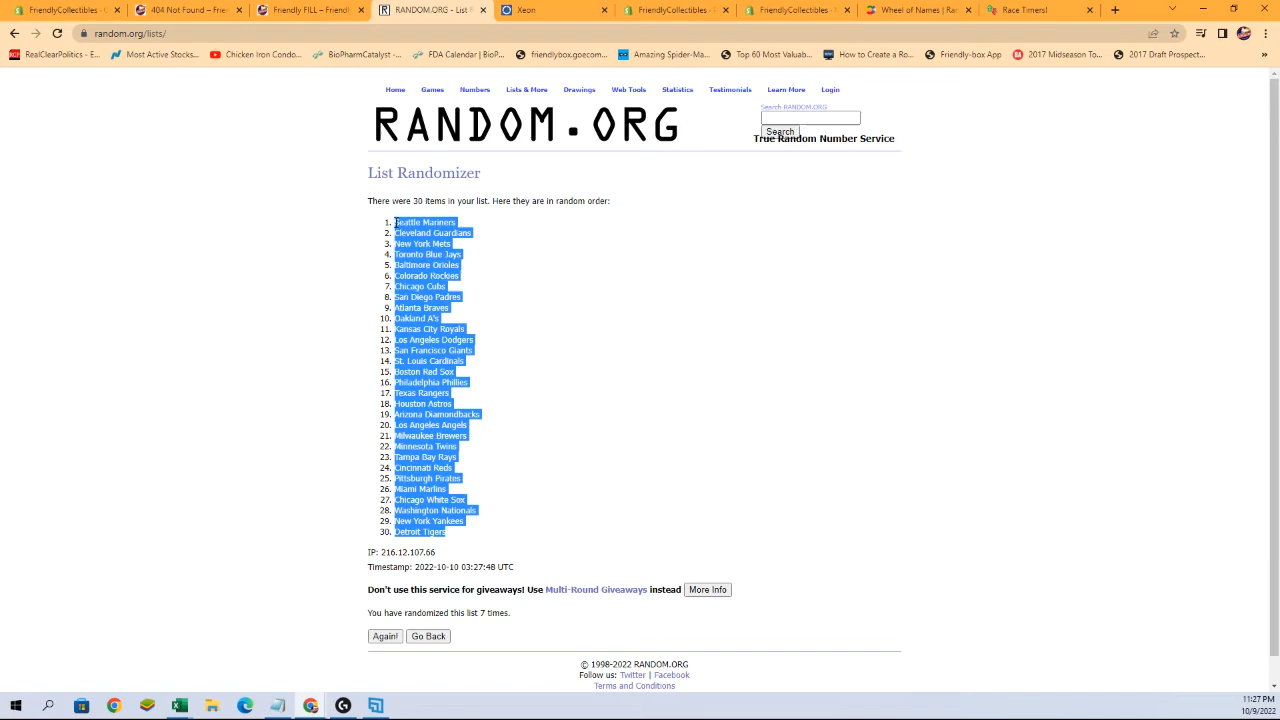 FriendlyCollectibles -
404 Not Found – Friendly
Friendly FILL – Friendly
RANDOM.ORG - List R
Xeon
FriendlyCollectibles -
FriendlyCollectibles -
Wheel of Names | Ra
Race Timers!
random.org/lists/
RealClearPolitics - E...
Most Active Stocks...
Chicken Iron Condo...
BioPharmCatalyst -...
FDA Calendar | BioP...
friendlybox.goecom...
Amazing Spider-Ma...
Top 60 Most Valuab...
How to Create a Ro...
Friendly-box App
2017 Midseason To...
2017 Draft Prospect...
Home Games Numbers Lists & More Drawings Web Tools Statistics Testimonials Learn More Login
Search RANDOM.ORG
RANDOM.ORG
Search
True Random Number Service
List Randomizer
There were 30 items in your list. Here they are in random order:
1. Seattle Mariners
2. Cleveland Guardians
3. New York Mets
4. Toronto Blue Jays
5. Baltimore Orioles
6. Colorado Rockies
7. Chicago Cubs
8. San Diego Padres
9. Atlanta Braves
10. Oakland A's
11. Kansas City Royals
12. Los Angeles Dodgers
13. San Francisco Giants
14. St. Louis Cardinals
15. Boston Red Sox
16. Philadelphia Phillies
17. Texas Rangers
18. Houston Astros
19. Arizona Diamondbacks
20. Los Angeles Angels
21. Milwaukee Brewers
22. Minnesota Twins
23. Tampa Bay Rays
24. Cincinnati Reds
25. Pittsburgh Pirates
26. Miami Marlins
27. Chicago White Sox
28. Washington Nationals
29. New York Yankees
30. Detroit Tigers
IP: 216.12.107.66
Timestamp: 2022-10-10 03:27:48 UTC
Don't use this service for giveaways! Use Multi-Round Giveaways instead More Info
You have randomized this list 7 times.
Again! Go Back
© 1998-2022 RANDOM.ORG
Follow us: Twitter | Facebook
Terms and Conditions
11:27 PM
10/9/2022